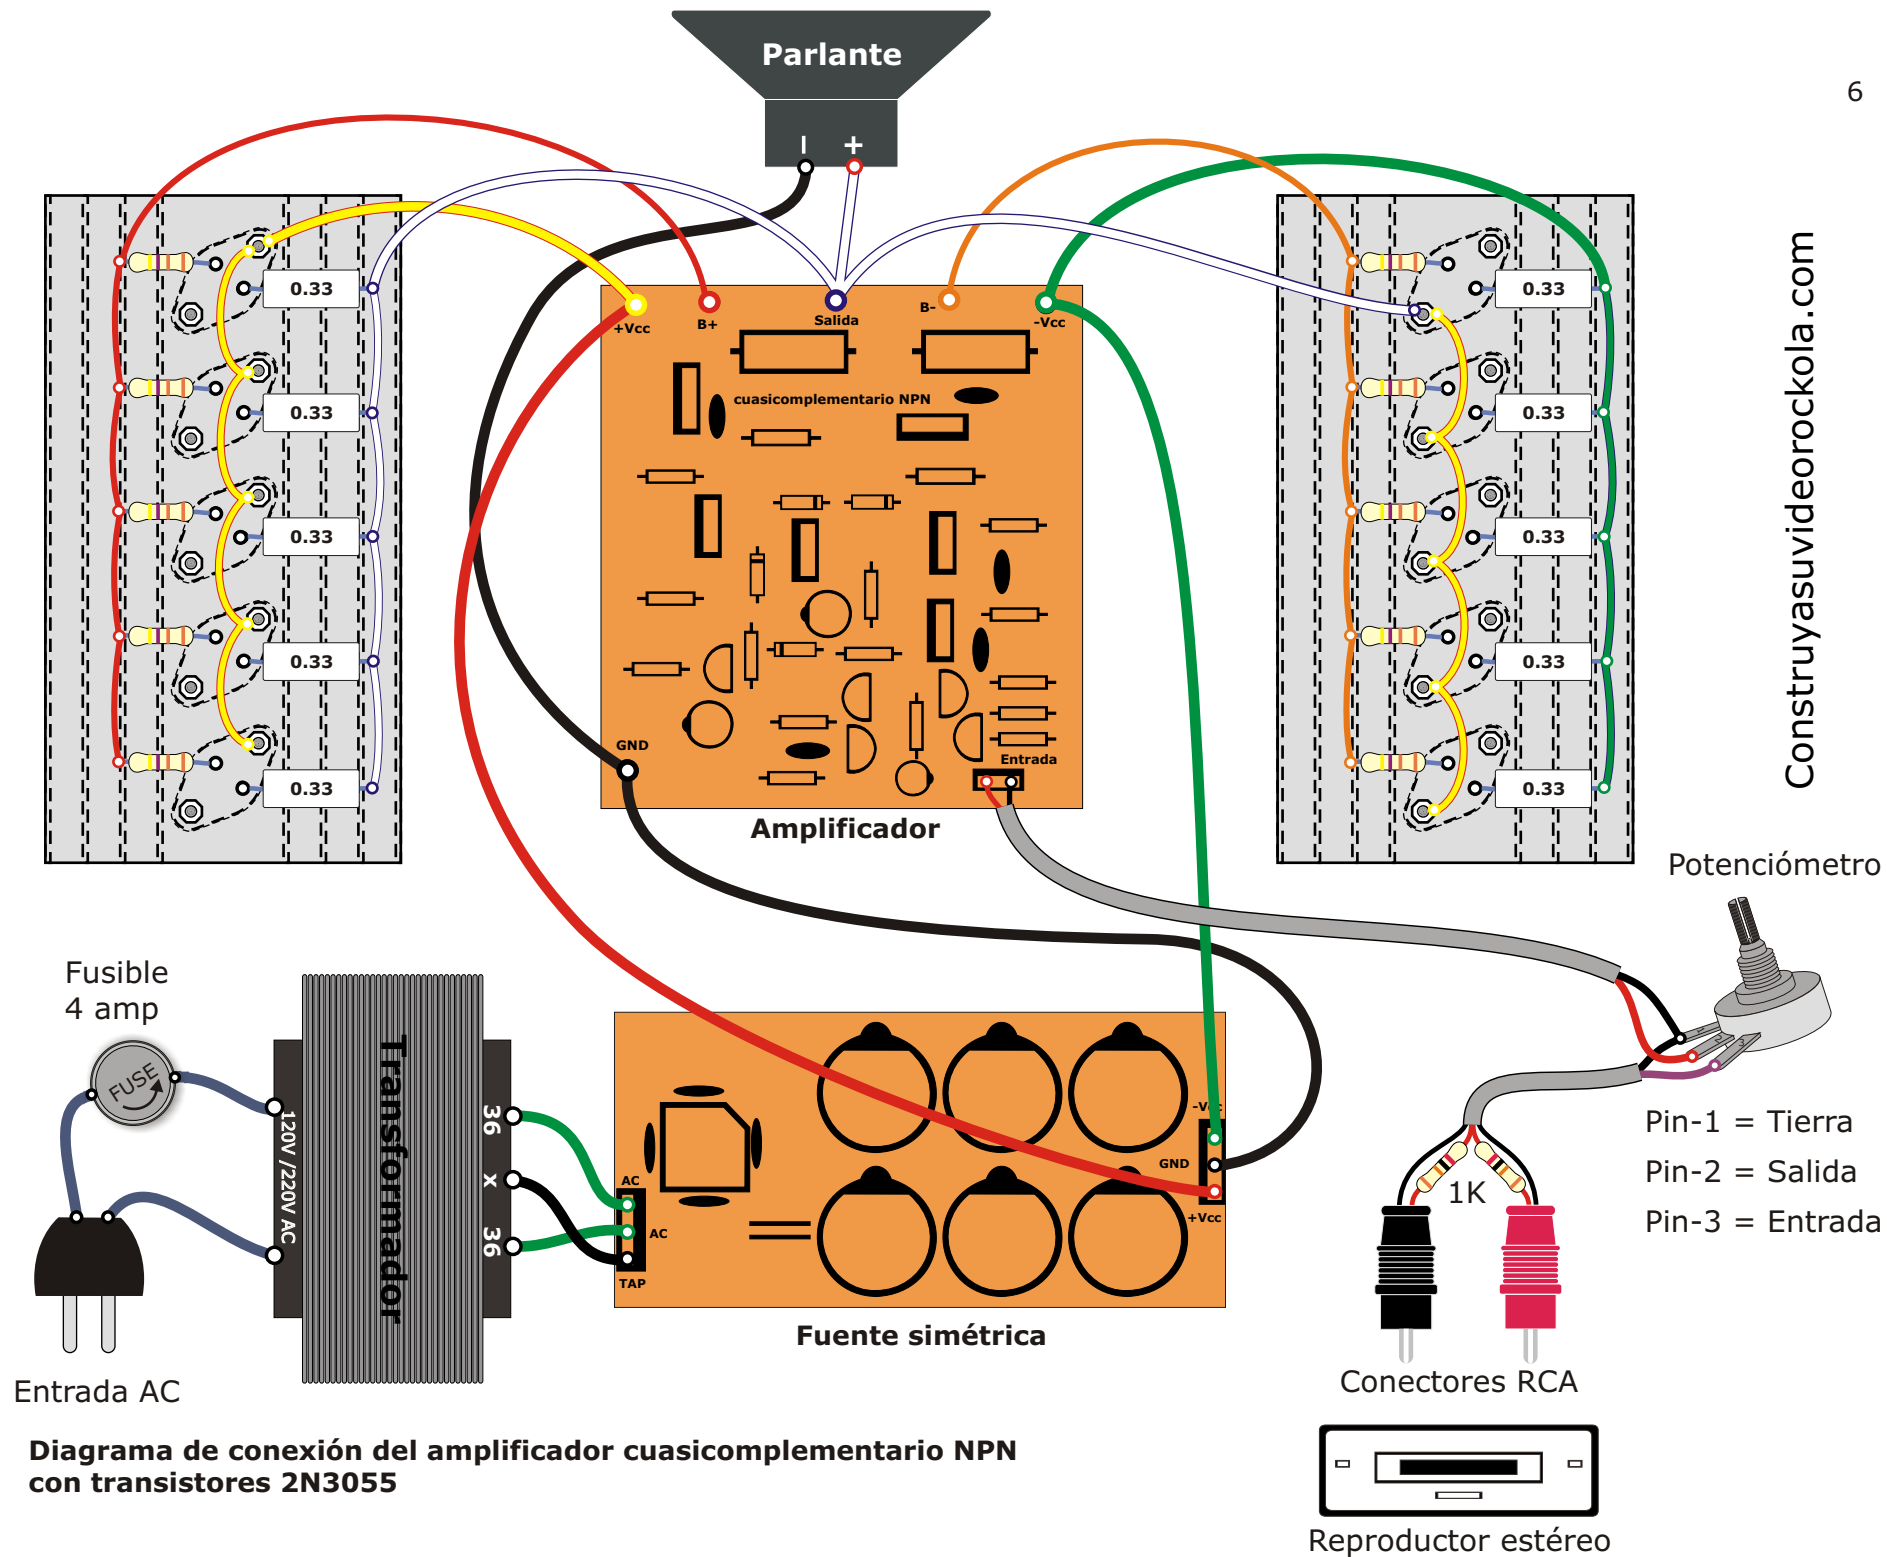 Parlante
– +
6
0.33
0.33
0.33
0.33
0.33
+Vcc
B+
Salida
B-
-Vcc
cuasicomplementario NPN
GND
Entrada
Amplificador
0.33
0.33
0.33
0.33
0.33
Construyasuvideorockola.com
Potenciómetro
1
2
3
Pin-1 = Tierra
Pin-2 = Salida
Pin-3 = Entrada
Fusible
4 amp
FUSE
120V /220V AC
Transformador
36
x
36
AC
AC
TAP
-Vcc
GND
+Vcc
Fuente simétrica
1K
Conectores RCA
Entrada AC
Diagrama de conexión del amplificador cuasicomplementario NPN
con transistores 2N3055
Reproductor estéreo